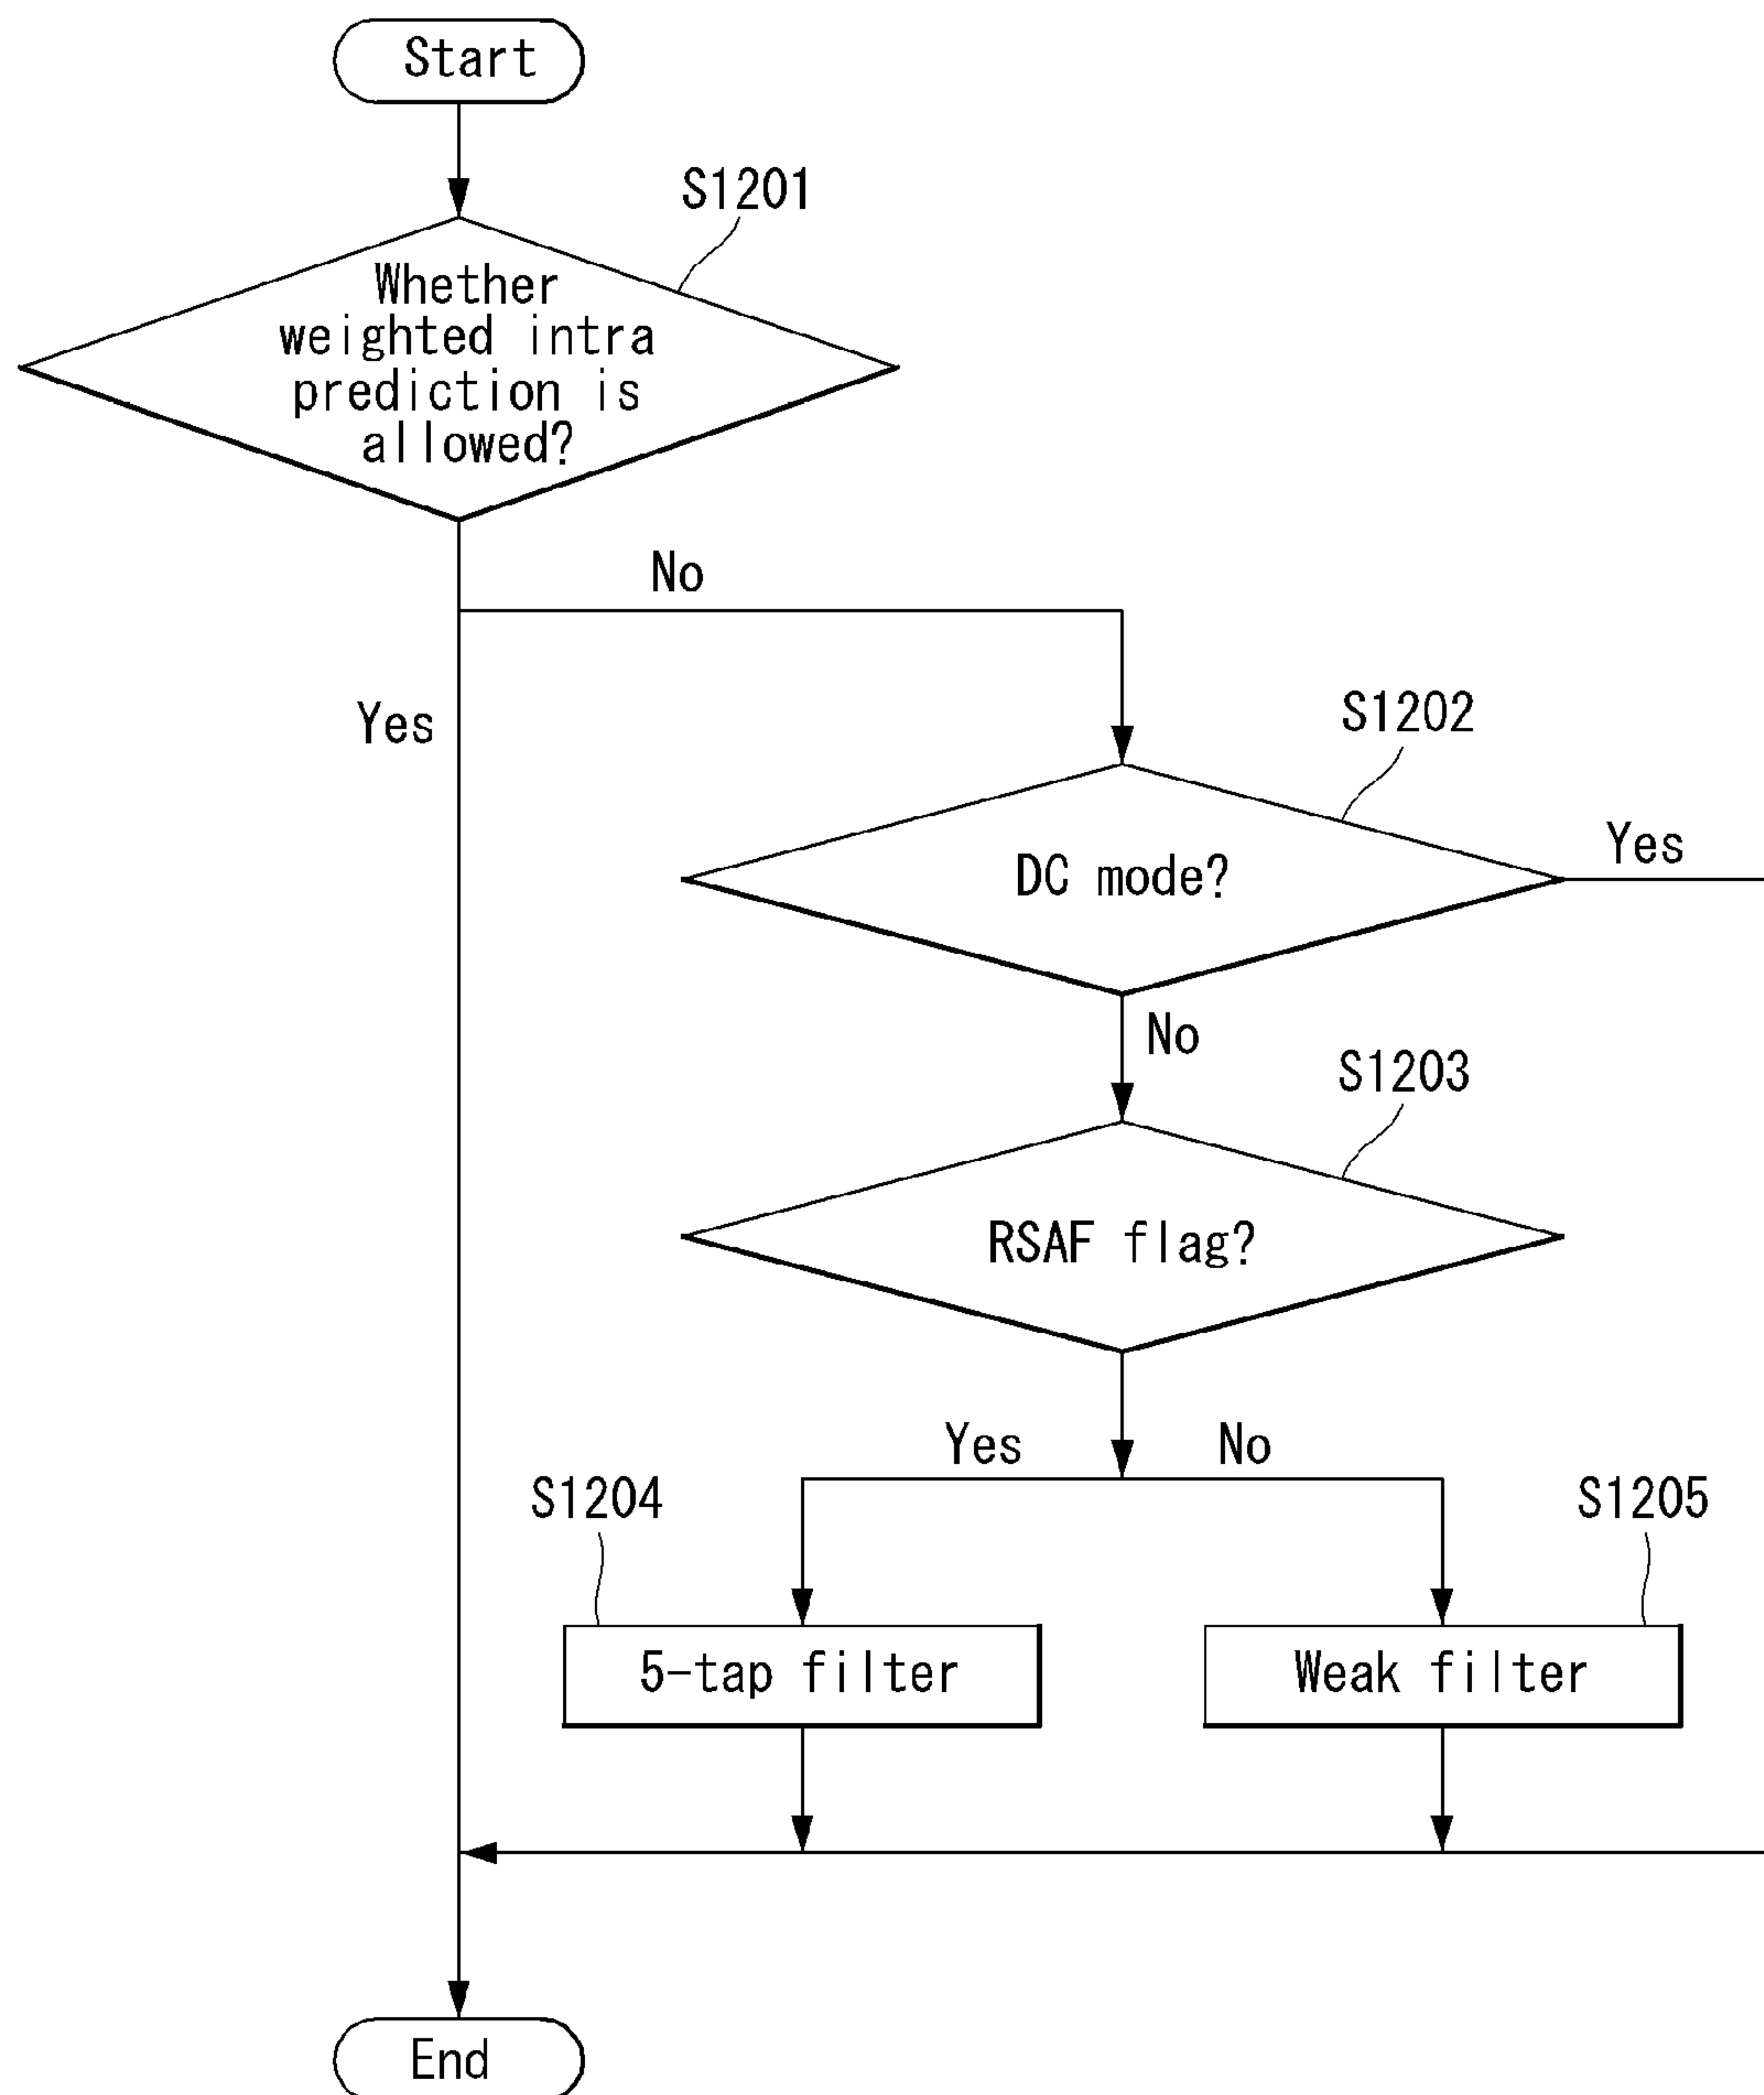 Start
S1201
Whether
weighted intra
prediction is
allowed?
No
Yes
S1202
DC mode?
Yes
No
S1203
RSAF flag?
Yes
No
S1204
S1205
5-tap filter
Weak filter
End